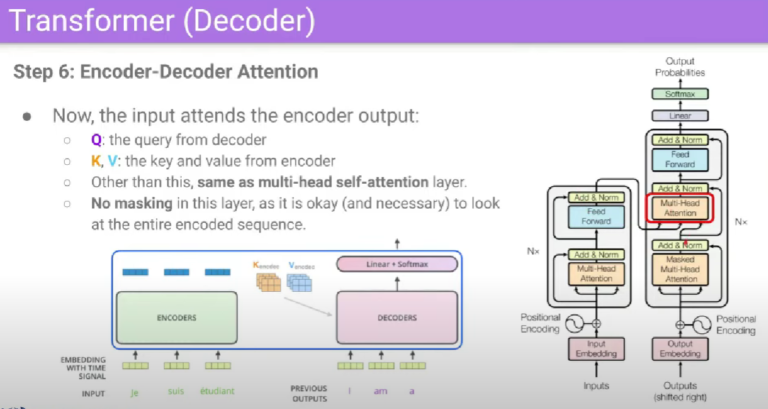 Transformer (Decoder)
Step 6: Encoder-Decoder Attention
● Now, the input attends the encoder output:
○ Q: the query from decoder
○ K, V: the key and value from encoder
○ Other than this, same as multi-head self-attention layer.
○ No masking in this layer, as it is okay (and necessary) to look
at the entire encoded sequence.
Kencdec
Vencdec
Linear + Softmax
ENCODERS
DECODERS
EMBEDDING
WITH TIME
SIGNAL
INPUT
je
suis
étudiant
PREVIOUS
OUTPUTS
I
am
a
Output
Probabilities
Softmax
Linear
Add & Norm
Feed
Forward
Add & Norm
Multi-Head
Attention
Add & Norm
Masked
Multi-Head
Attention
Nx
Add & Norm
Feed
Forward
Add & Norm
Multi-Head
Attention
Nx
Positional
Encoding
Positional
Encoding
Input
Embedding
Output
Embedding
Inputs
Outputs
(shifted right)